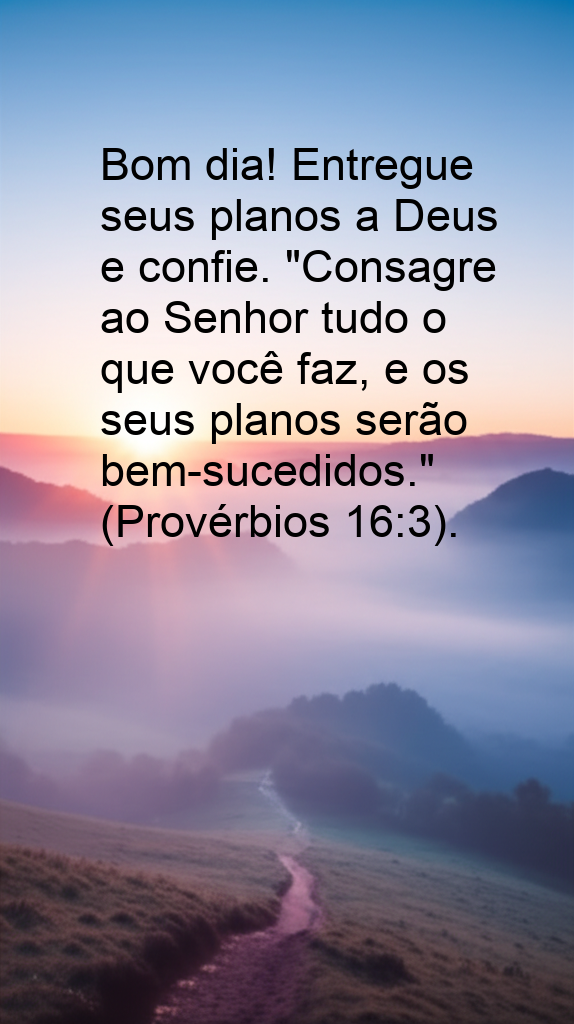 Bom dia! Entregue
seus planos a Deus
e confie. "Consagre
ao Senhor tudo o
que você faz, e os
seus planos serão
bem-sucedidos."
(Provérbios 16:3).